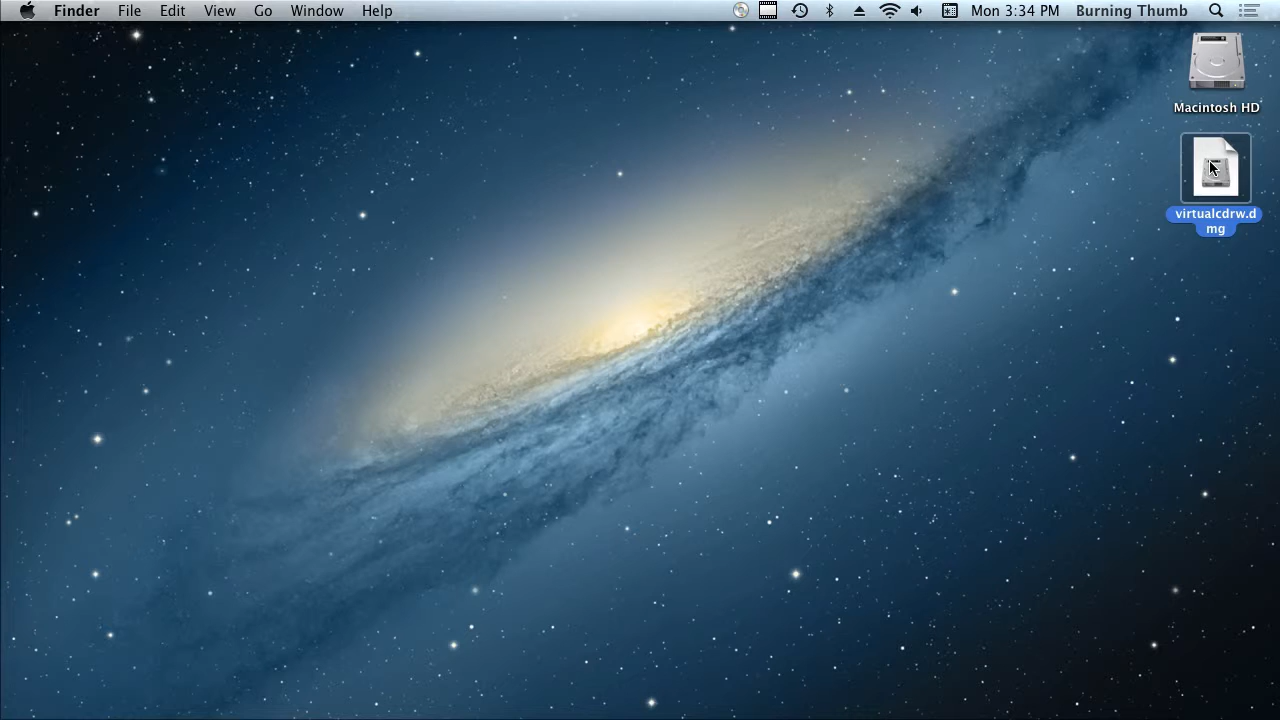 Finder File Edit View Go Window Help Mon 3:34 PM Burning Thumb
Macintosh HD
virtualcdrw.d
mg